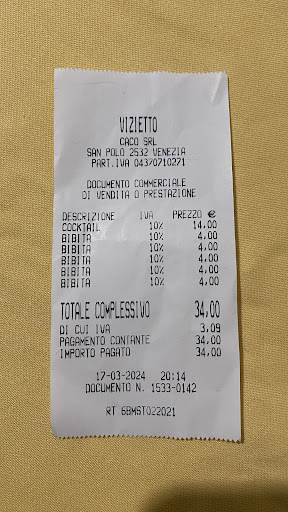 VIZIETTO
CACO SRL
SAN POLO 2532 VENEZIA
PART.IVA 04370710271
DOCUMENTO COMMERCIALE
DI VENDITA O PRESTAZIONE
DESCRIZIONE IVA PREZZO €
COCKTAIL 10% 14,00
BIBITA 10% 4,00
BIBITA 10% 4,00
BIBITA 10% 4,00
BIBITA 10% 4,00
BIBITA 10% 4,00
TOTALE COMPLESSIVO 34,00
DI CUI IVA 3,09
PAGAMENTO CONTANTE 34,00
IMPORTO PAGATO 34,00
17-03-2024 20:14
DOCUMENTO N. 1533-0142
RT 6BMST022021